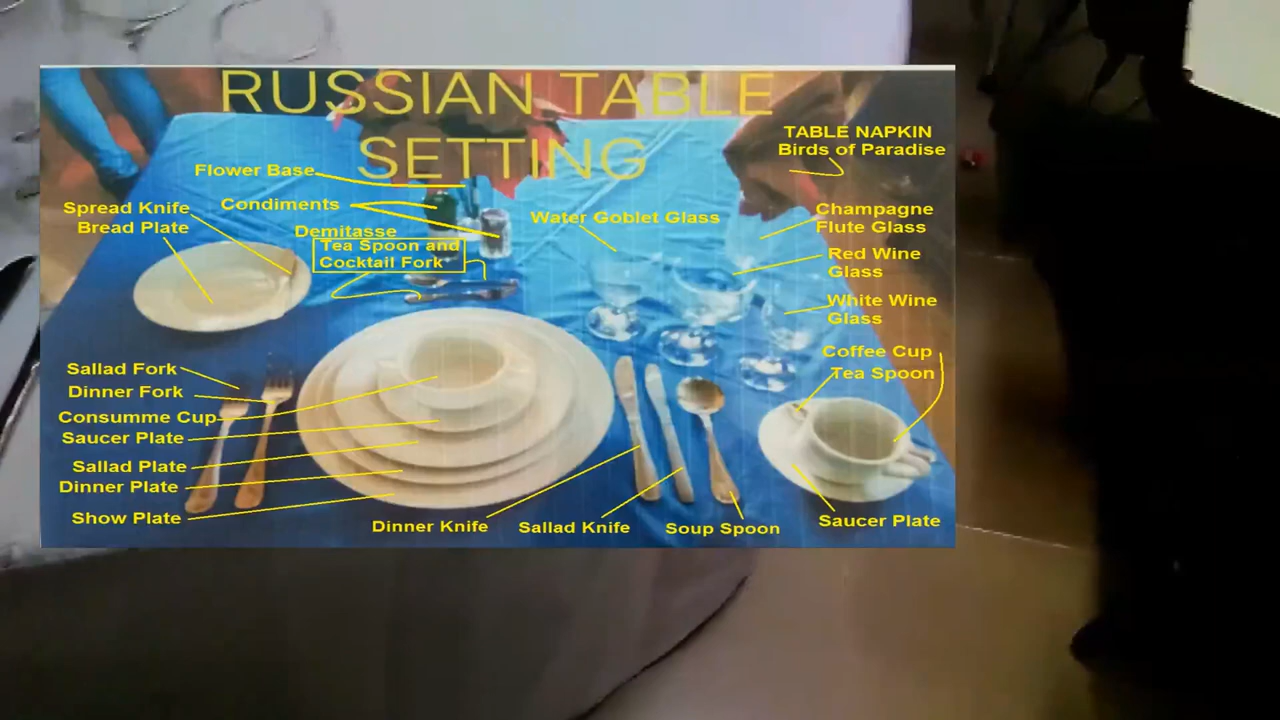 RUSSIAN TABLE
SETTING
TABLE NAPKIN
Birds of Paradise
Flower Base
Spread Knife
Bread Plate
Condiments
Demitasse
Tea Spoon and
Cocktail Fork
Water Goblet Glass
Champagne
Flute Glass
Red Wine
Glass
White Wine
Glass
Coffee Cup
Tea Spoon
Sallad Fork
Dinner Fork
Consumme Cup
Saucer Plate
Sallad Plate
Dinner Plate
Show Plate
Dinner Knife
Sallad Knife
Soup Spoon
Saucer Plate